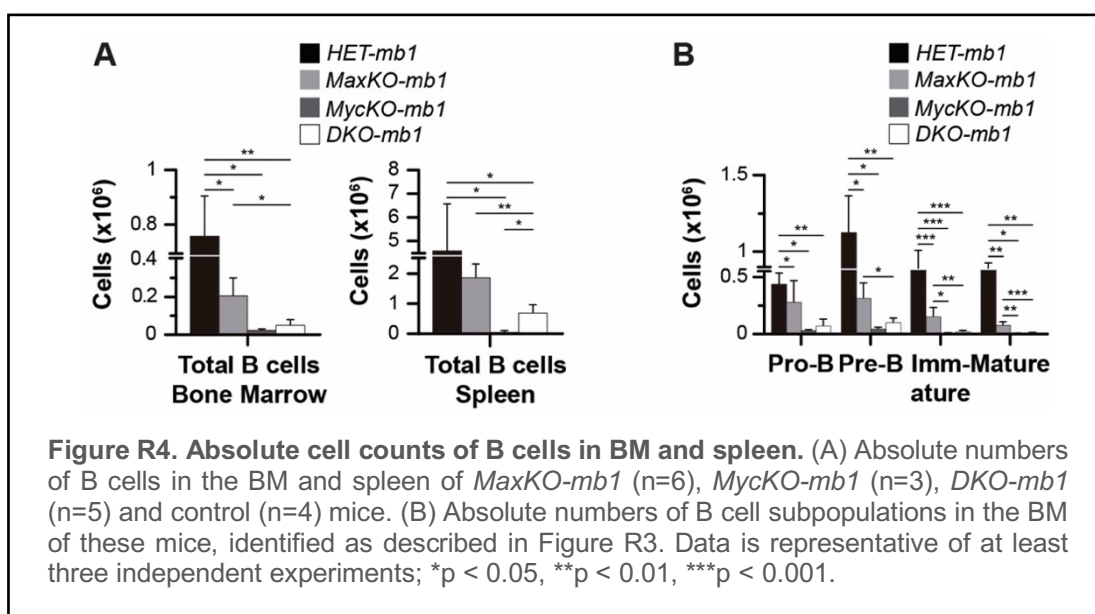 A
HET-mb1
MaxKO-mb1
MycKO-mb1
DKO-mb1
Cells (x10⁶)
1
0.8
0.4
0.2
0
**
*
*
*
Total B cells
Bone Marrow
Cells (x10⁶)
8
7
6
5
2
1
0
*
*
**
*
Total B cells
Spleen
B
HET-mb1
MaxKO-mb1
MycKO-mb1
DKO-mb1
Cells (x10⁶)
1.5
1
0.5
0
**
*
*
**
*
*
*
***
***
***
**
*
**
*
**
***
**
Pro-B Pre-B Imm-Mature
ature
Figure R4. Absolute cell counts of B cells in BM and spleen. (A) Absolute numbers
of B cells in the BM and spleen of MaxKO-mb1 (n=6), MycKO-mb1 (n=3), DKO-mb1
(n=5) and control (n=4) mice. (B) Absolute numbers of B cell subpopulations in the BM
of these mice, identified as described in Figure R3. Data is representative of at least
three independent experiments; *p < 0.05, **p < 0.01, ***p < 0.001.